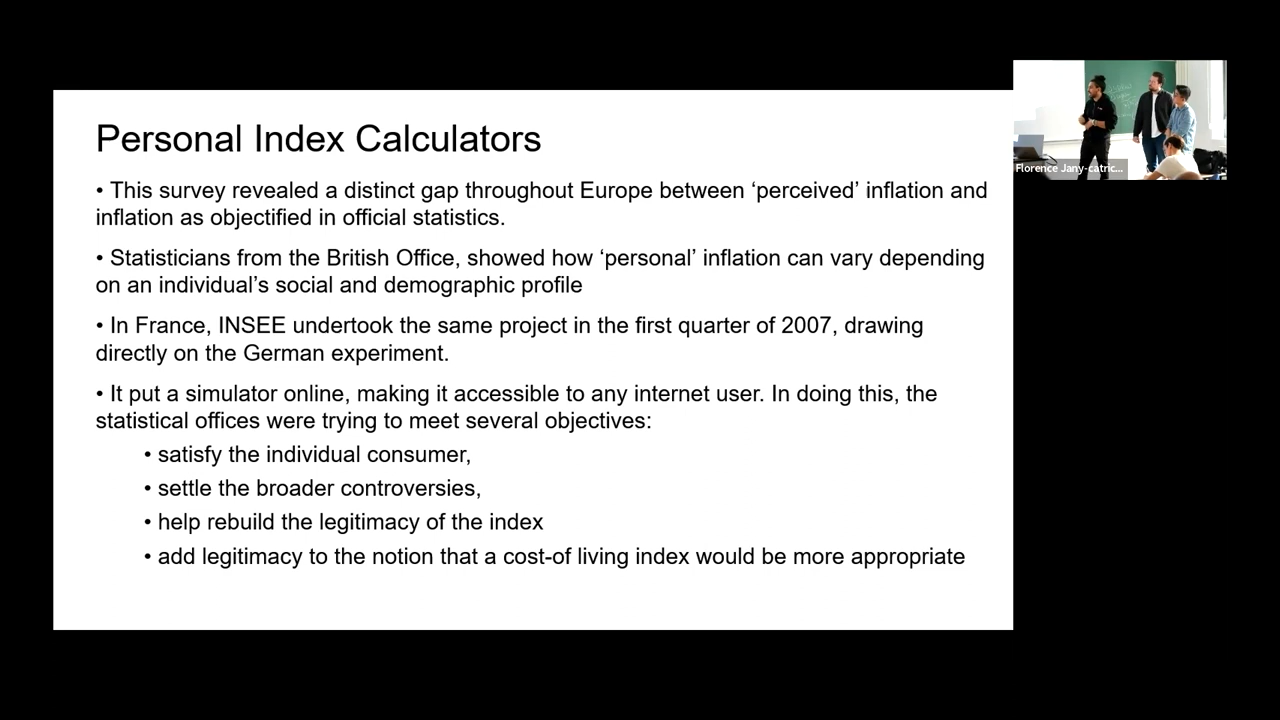 Personal Index Calculators
• This survey revealed a distinct gap throughout Europe between ‘perceived’ inflation and
inflation as objectified in official statistics.
• Statisticians from the British Office, showed how ‘personal’ inflation can vary depending
on an individual’s social and demographic profile
• In France, INSEE undertook the same project in the first quarter of 2007, drawing
directly on the German experiment.
• It put a simulator online, making it accessible to any internet user. In doing this, the
statistical offices were trying to meet several objectives:
• satisfy the individual consumer,
• settle the broader controversies,
• help rebuild the legitimacy of the index
• add legitimacy to the notion that a cost-of living index would be more appropriate
Florence Jany-catric...